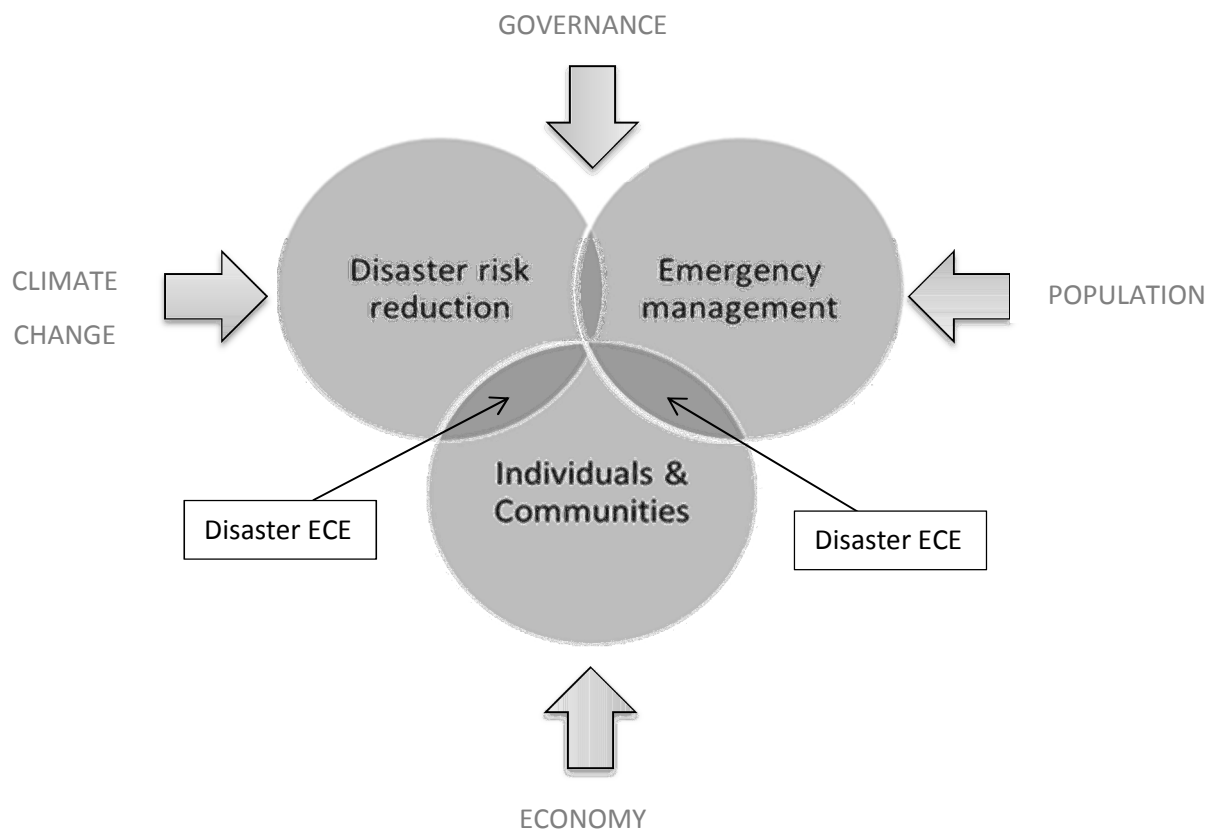 GOVERNANCE
CLIMATE
CHANGE
Disaster risk
reduction
Emergency
management
POPULATION
Individuals &
Communities
Disaster ECE
Disaster ECE
ECONOMY